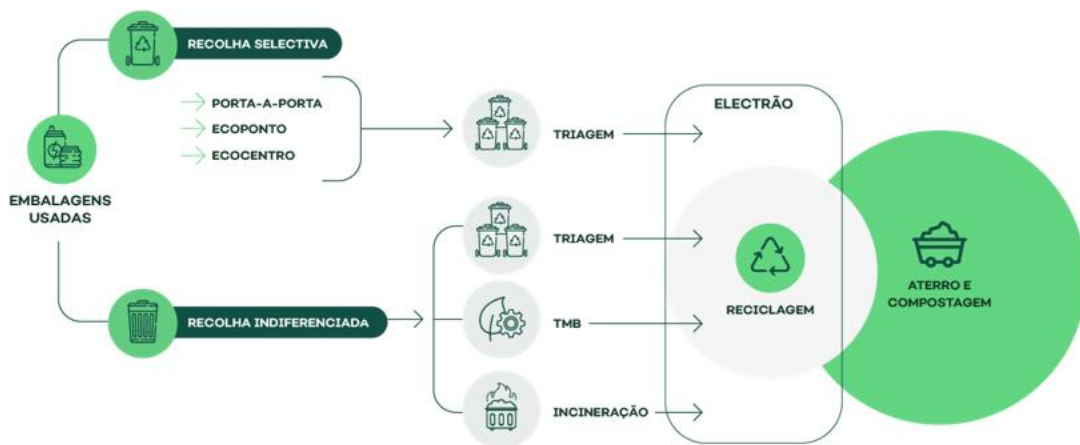 RECOLHA SELECTIVA
PORTA-A-PORTA
ECOPONTO
ECOCENTRO
EMBALAGENS
USADAS
RECOLHA INDIFERENCIADA
TRIAGEM
TRIAGEM
TMB
INCINERAÇÃO
ELECTRÃO
RECICLAGEM
ATERRO E
COMPOSTAGEM